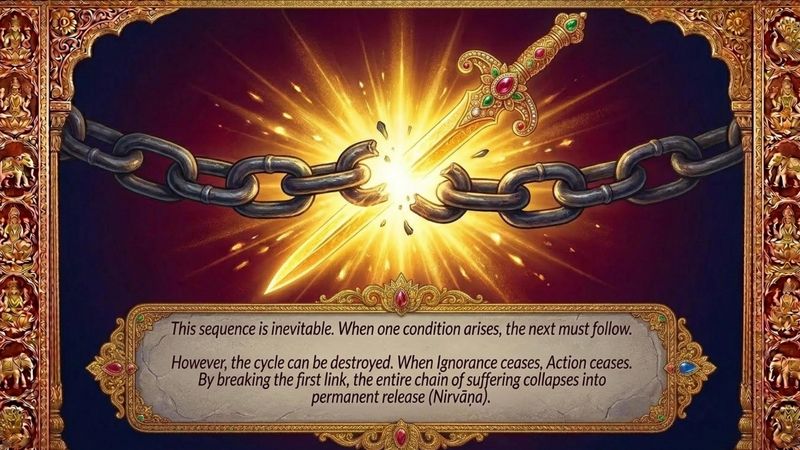 This sequence is inevitable. When one condition arises, the next must follow.
However, the cycle can be destroyed. When Ignorance ceases, Action ceases.
By breaking the first link, the entire chain of suffering collapses into
permanent release (Nirvāṇa).